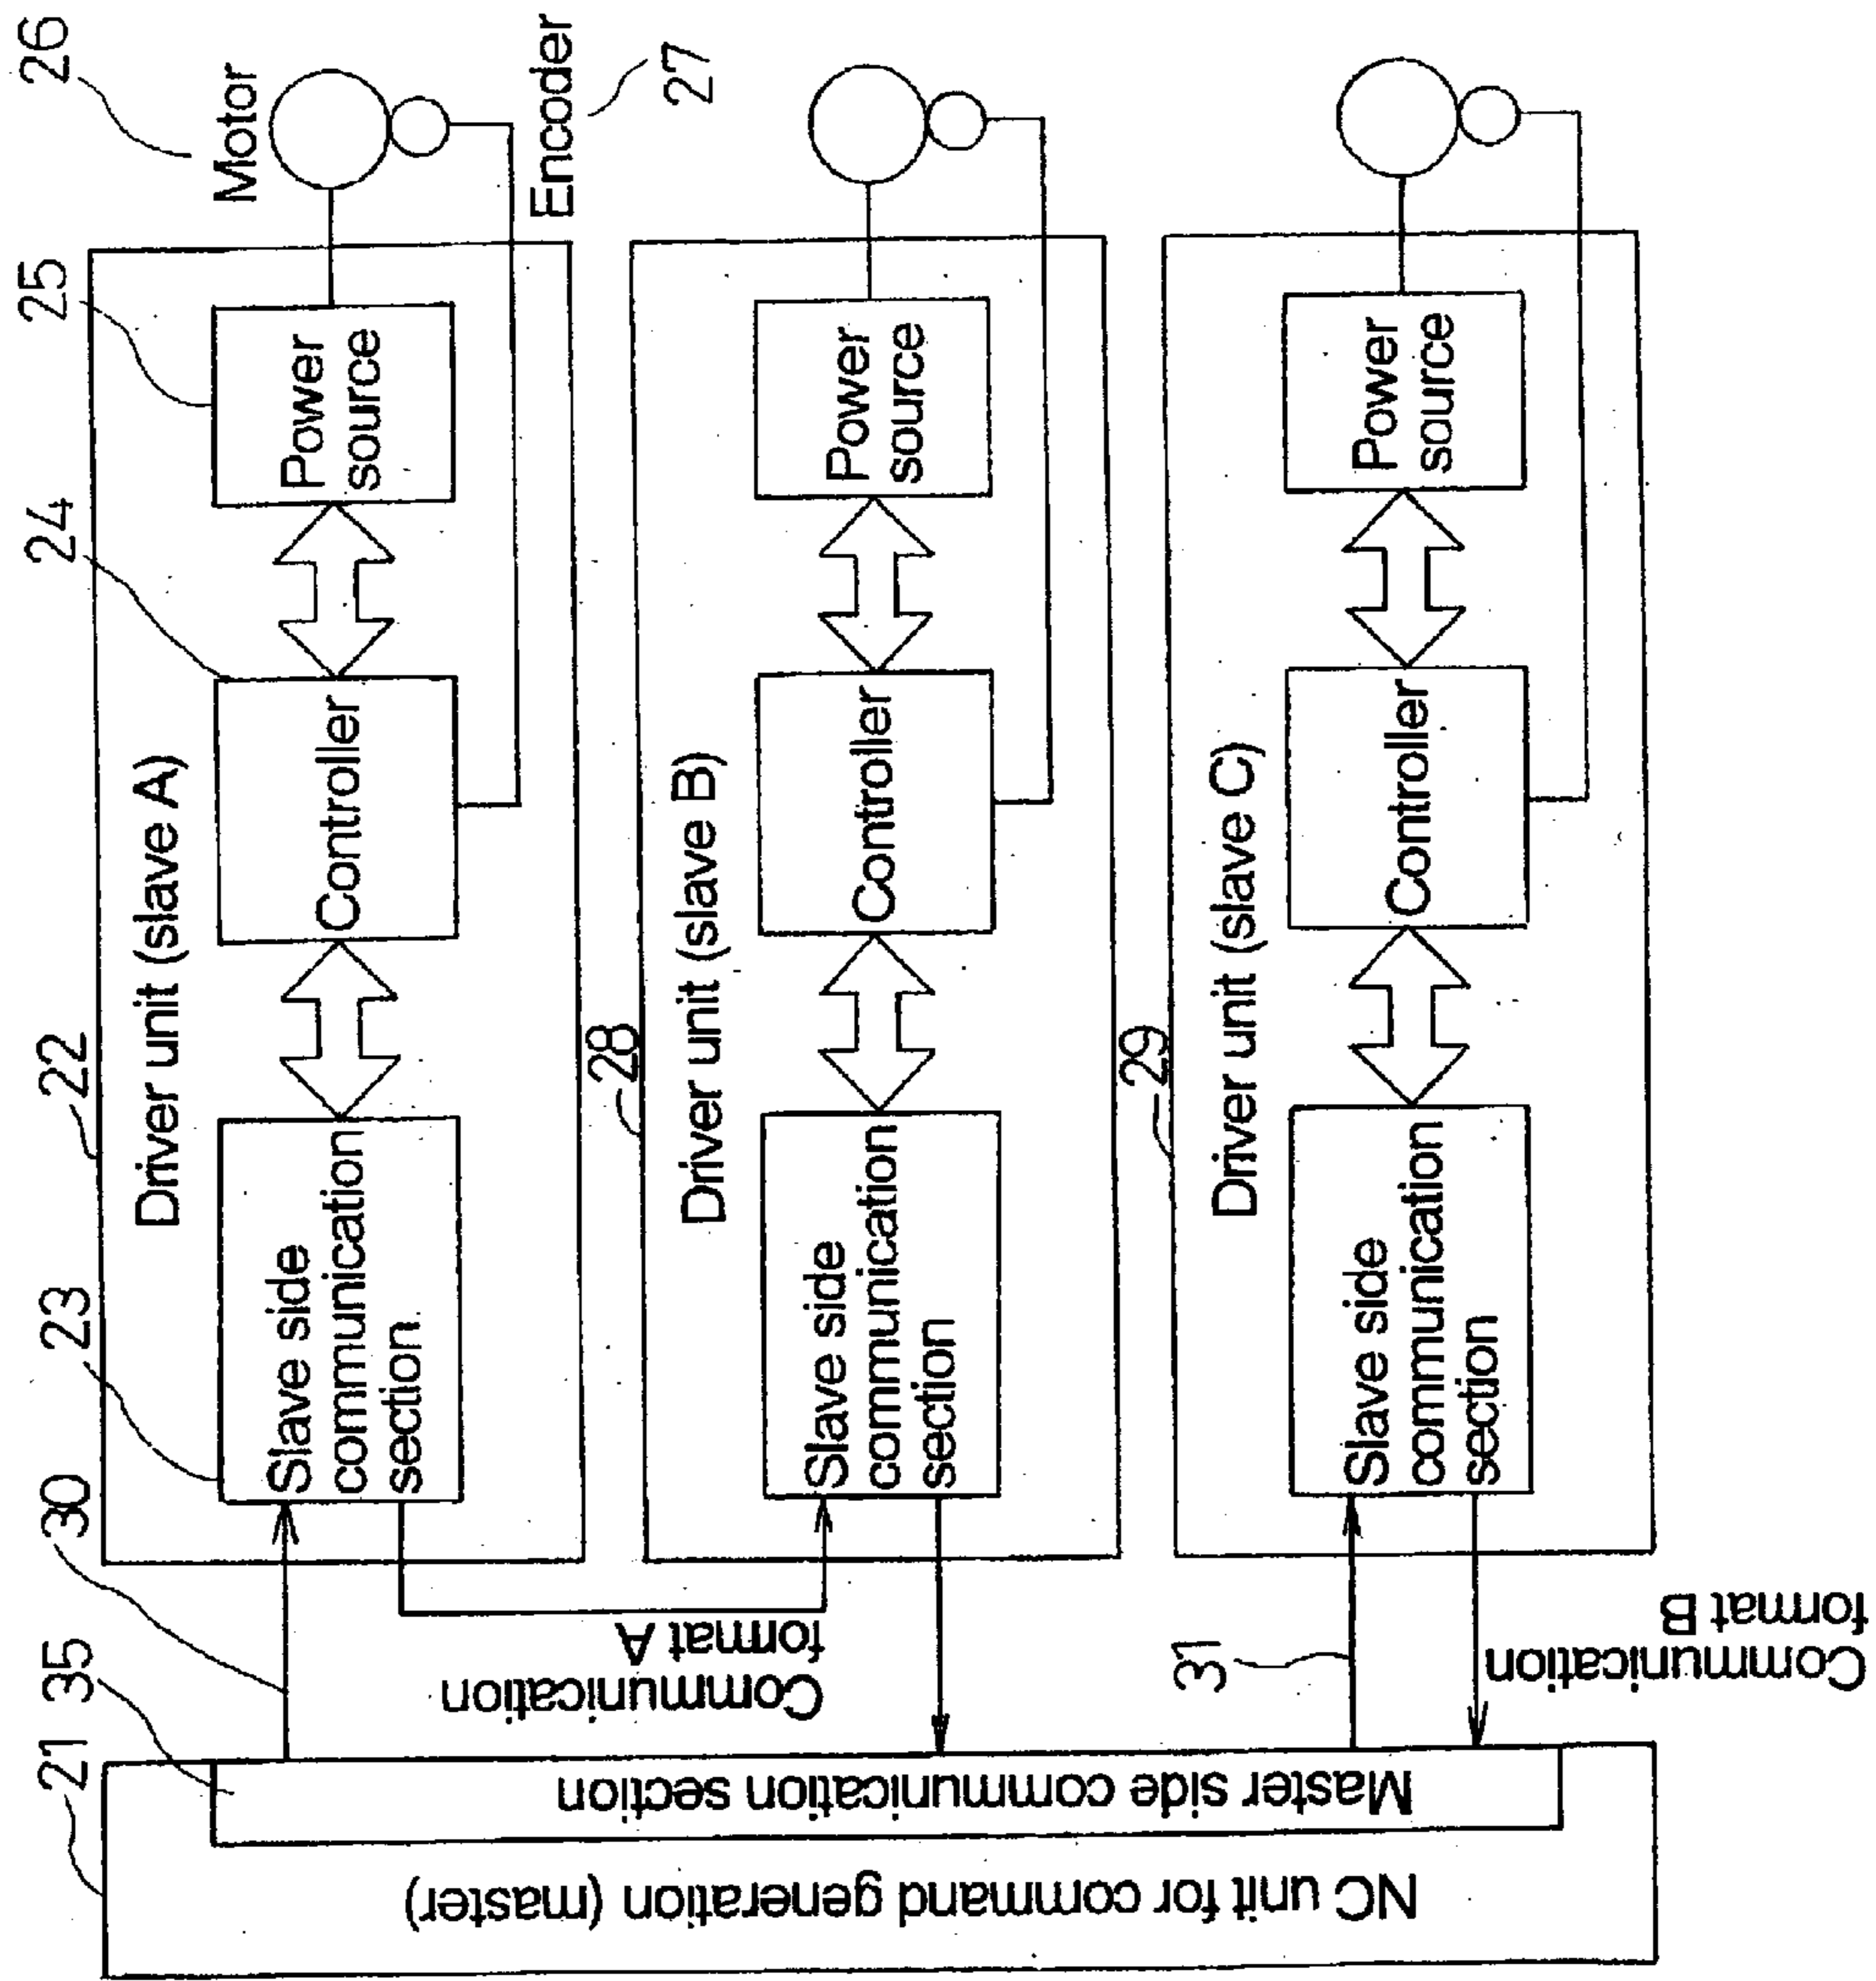 26
Motor
Encoder
27
25
Power
source
24
Controller
Driver unit (slave A)
22
23
Slave side
communication
section
30
28
Driver unit (slave B)
Power
source
Controller
Slave side
communication
section
29
Driver unit (slave C)
Power
source
Controller
Slave side
communication
section
Communication
format A
31
Communication
format B
35
Master side communication section
21
NC unit for command generation (master)